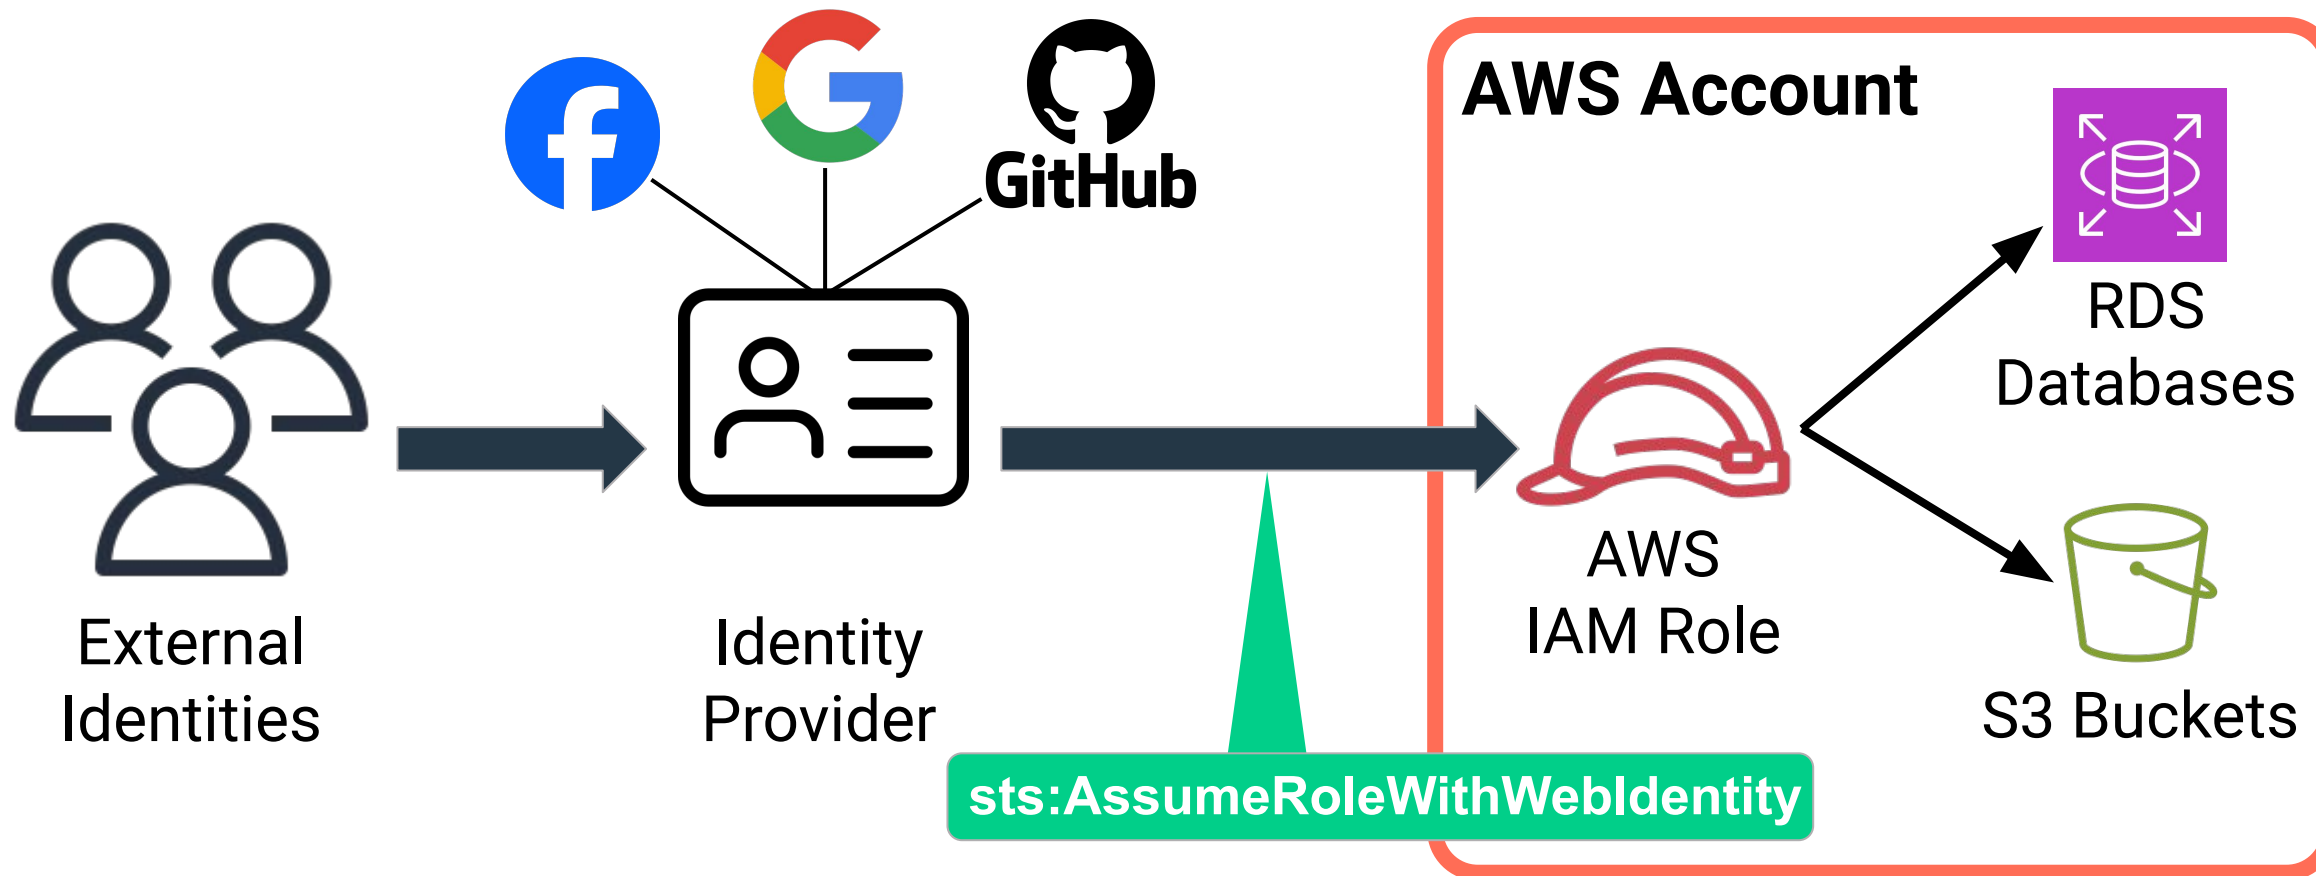 GitHub
AWS Account
RDS
Databases
AWS
IAM Role
External
Identities
Identity
Provider
S3 Buckets
sts:AssumeRoleWithWebIdentity